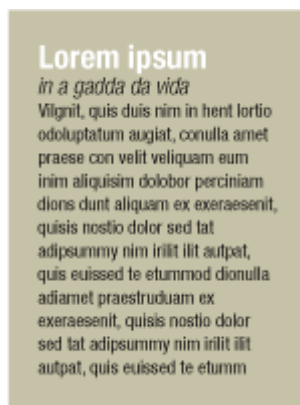 Lorem ipsum
in a gadda da vida
Vilgnit, quis duis nim in hent lortio
odoluptatum augiat, conulla amet
praese con velit veliquam eum
inim aliquisim dolobor perciniam
dions dunt aliquam ex exeraesenit,
quisis nostio dolor sed tat
adipsummy nim irilit ilit autpat,
quis euissed te etummod dionulla
adiamet praestruduam ex
exeraesenit, quisis nostio dolor
sed tat adipsummy nim irilit ilit
autpat, quis euissed te etumm